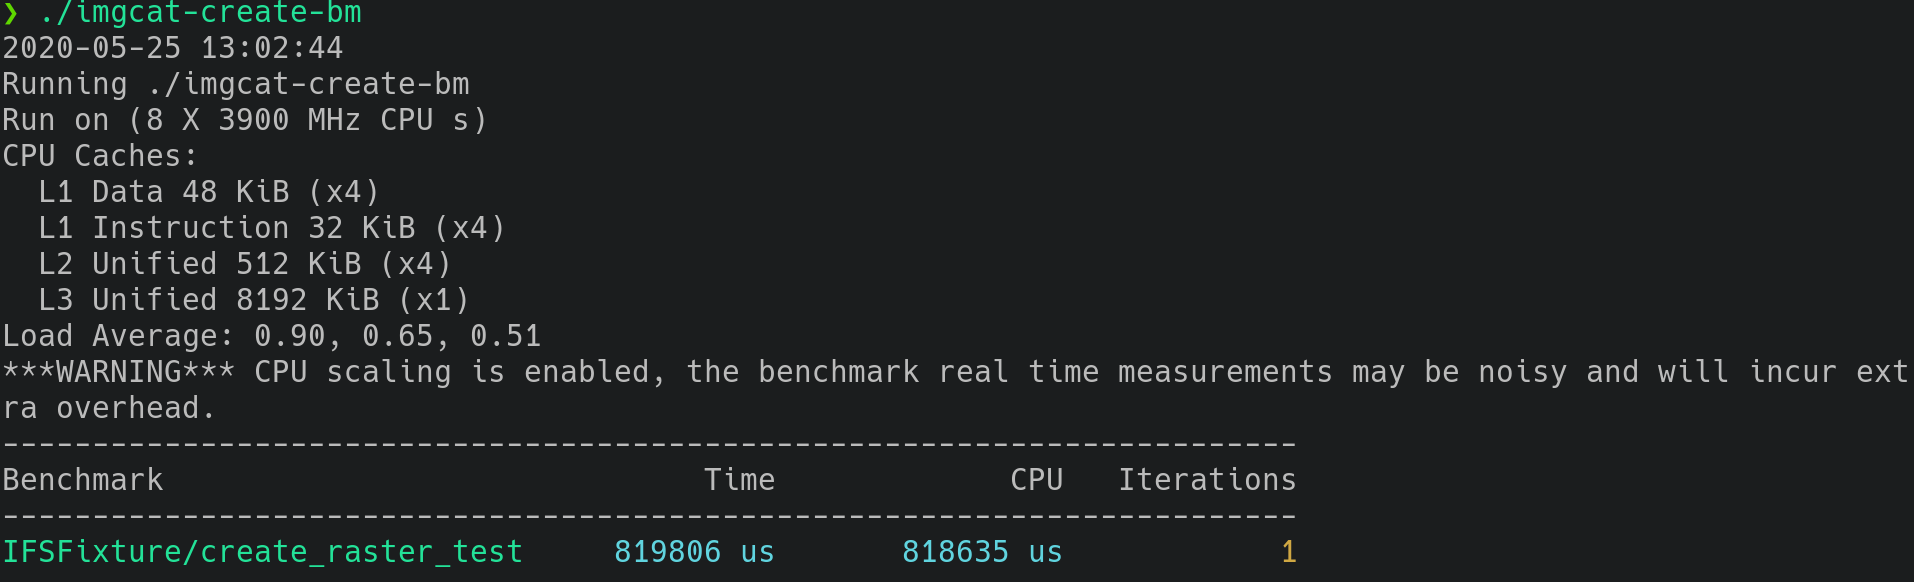 ❯ ./imgcat-create-bm
2020-05-25 13:02:44
Running ./imgcat-create-bm
Run on (8 X 3900 MHz CPU s)
CPU Caches:
  L1 Data 48 KiB (x4)
  L1 Instruction 32 KiB (x4)
  L2 Unified 512 KiB (x4)
  L3 Unified 8192 KiB (x1)
Load Average: 0.90, 0.65, 0.51
***WARNING*** CPU scaling is enabled, the benchmark real time measurements may be noisy and will incur ext
ra overhead.
------------------------------------------------------------------------
Benchmark                              Time             CPU   Iterations
------------------------------------------------------------------------
IFSFixture/create_raster_test     819806 us       818635 us            1